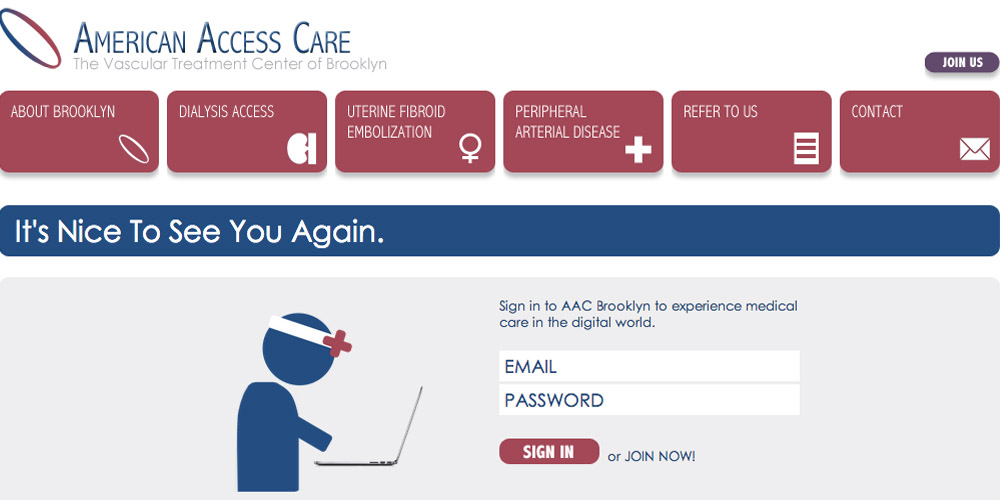 AMERICAN ACCESS CARE
The Vascular Treatment Center of Brooklyn
JOIN US
ABOUT BROOKLYN
DIALYSIS ACCESS
UTERINE FIBROID
EMBOLIZATION
PERIPHERAL
ARTERIAL DISEASE
REFER TO US
CONTACT
It's Nice To See You Again.
Sign in to AAC Brooklyn to experience medical
care in the digital world.
EMAIL
PASSWORD
SIGN IN or JOIN NOW!